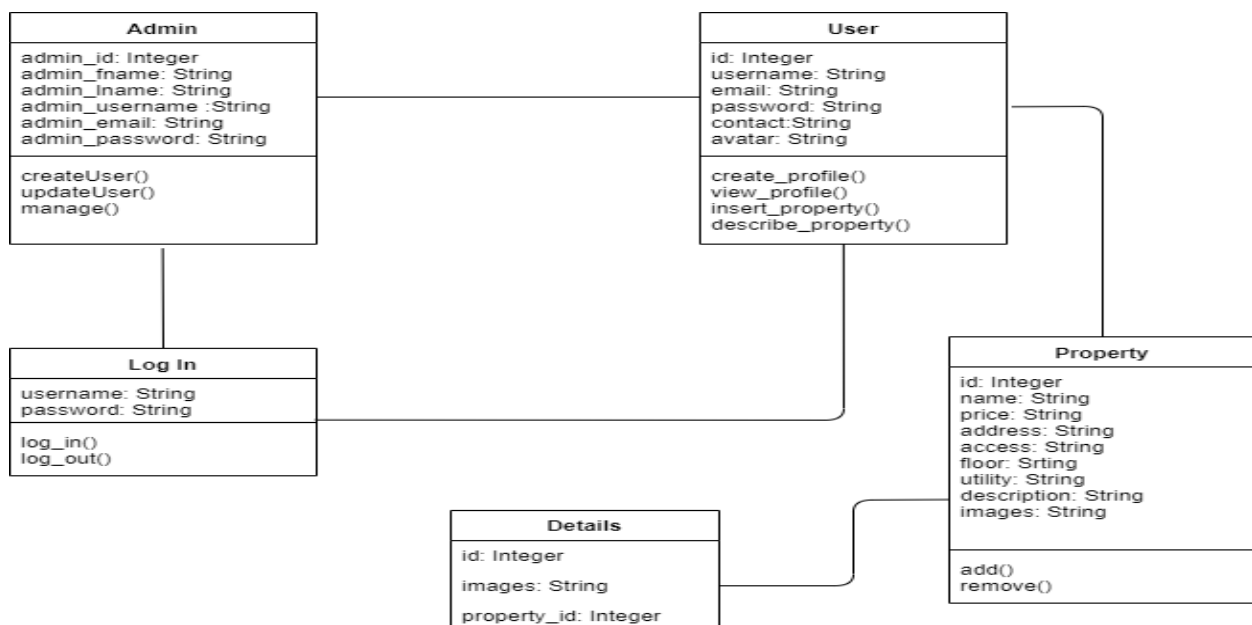 Admin
admin_id: Integer
admin_fname: String
admin_lname: String
admin_username :String
admin_email: String
admin_password: String
createUser()
updateUser()
manage()
User
id: Integer
username: String
email: String
password: String
contact:String
avatar: String
create_profile()
view_profile()
insert_property()
describe_property()
Log In
username: String
password: String
log_in()
log_out()
Property
id: Integer
name: String
price: String
address: String
access: String
floor: Srting
utility: String
description: String
images: String
add()
remove()
Details
id: Integer
images: String
property_id: Integer